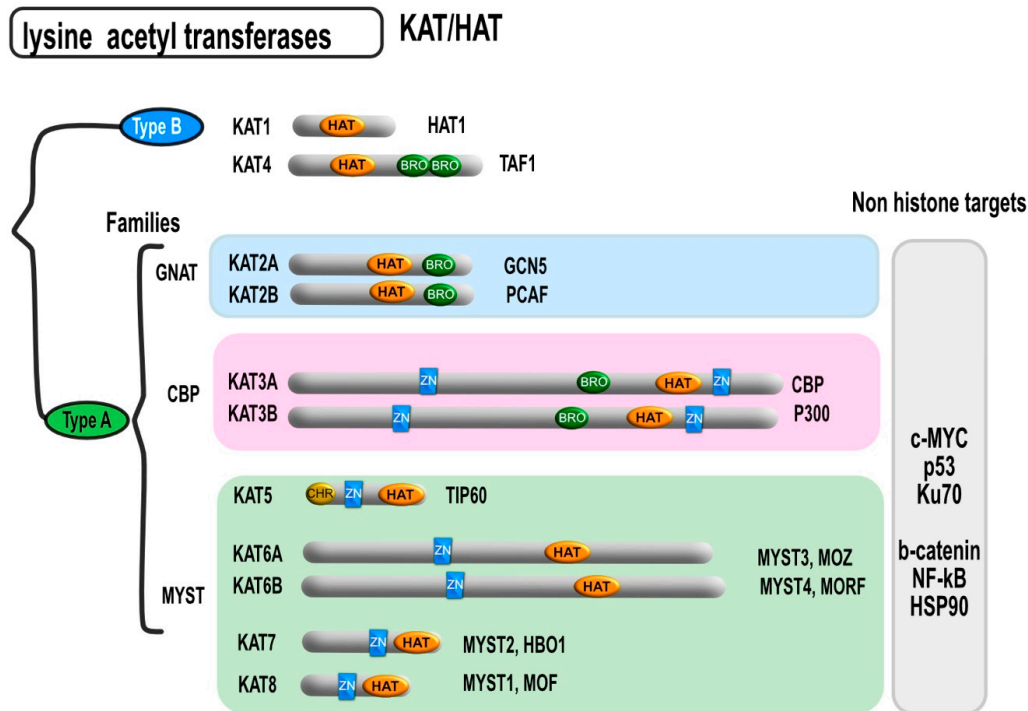 lysine acetyl transferases KAT/HAT
Type B KAT1 HAT HAT1
KAT4 HAT BRO BRO TAF1
Non histone targets
Families
GNAT KAT2A HAT BRO GCN5
KAT2B HAT BRO PCAF
CBP KAT3A ZN BRO HAT ZN CBP
Type A KAT3B ZN BRO HAT ZN P300
KAT5 CHR ZN HAT TIP60
KAT6A ZN HAT MYST3, MOZ
MYST KAT6B ZN HAT MYST4, MORF
KAT7 ZN HAT MYST2, HBO1
KAT8 ZN HAT MYST1, MOF
c-MYC
p53
Ku70
b-catenin
NF-kB
HSP90